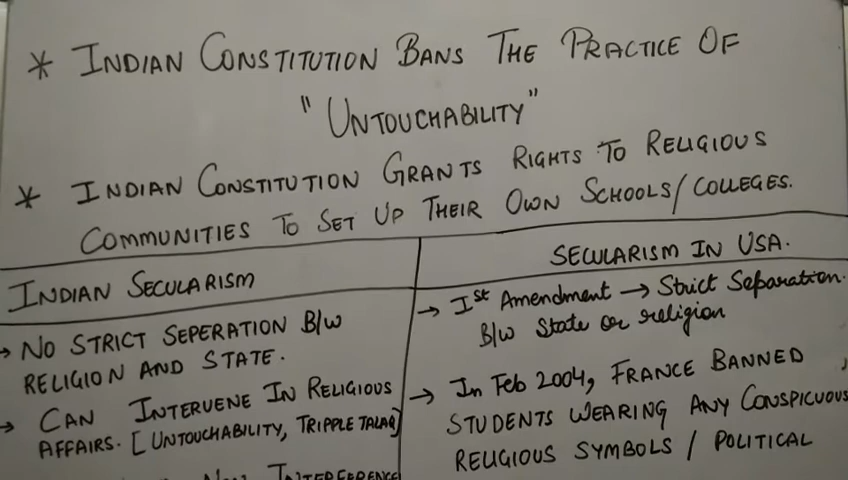 * INDIAN CONSTITUTION BANS THE PRACTICE OF
"UNTOUCHABILITY"
* INDIAN CONSTITUTION GRANTS RIGHTS TO RELIGIOUS
COMMUNITIES TO SET UP THEIR OWN SCHOOLS/COLLEGES.
INDIAN SECULARISM
→ NO STRICT SEPERATION B/W
RELIGION AND STATE.
→ CAN INTERVENE IN RELIGIOUS
AFFAIRS. [UNTOUCHABILITY, TRIPPLE TALAQ]
INTERFERENCE
SECULARISM IN USA.
→ Ist Amendment → Strict Separation
B/w State or religion
→ In Feb 2004, FRANCE BANNED
STUDENTS WEARING ANY CONSPICUOUS
RELIGIOUS SYMBOLS / POLITICAL